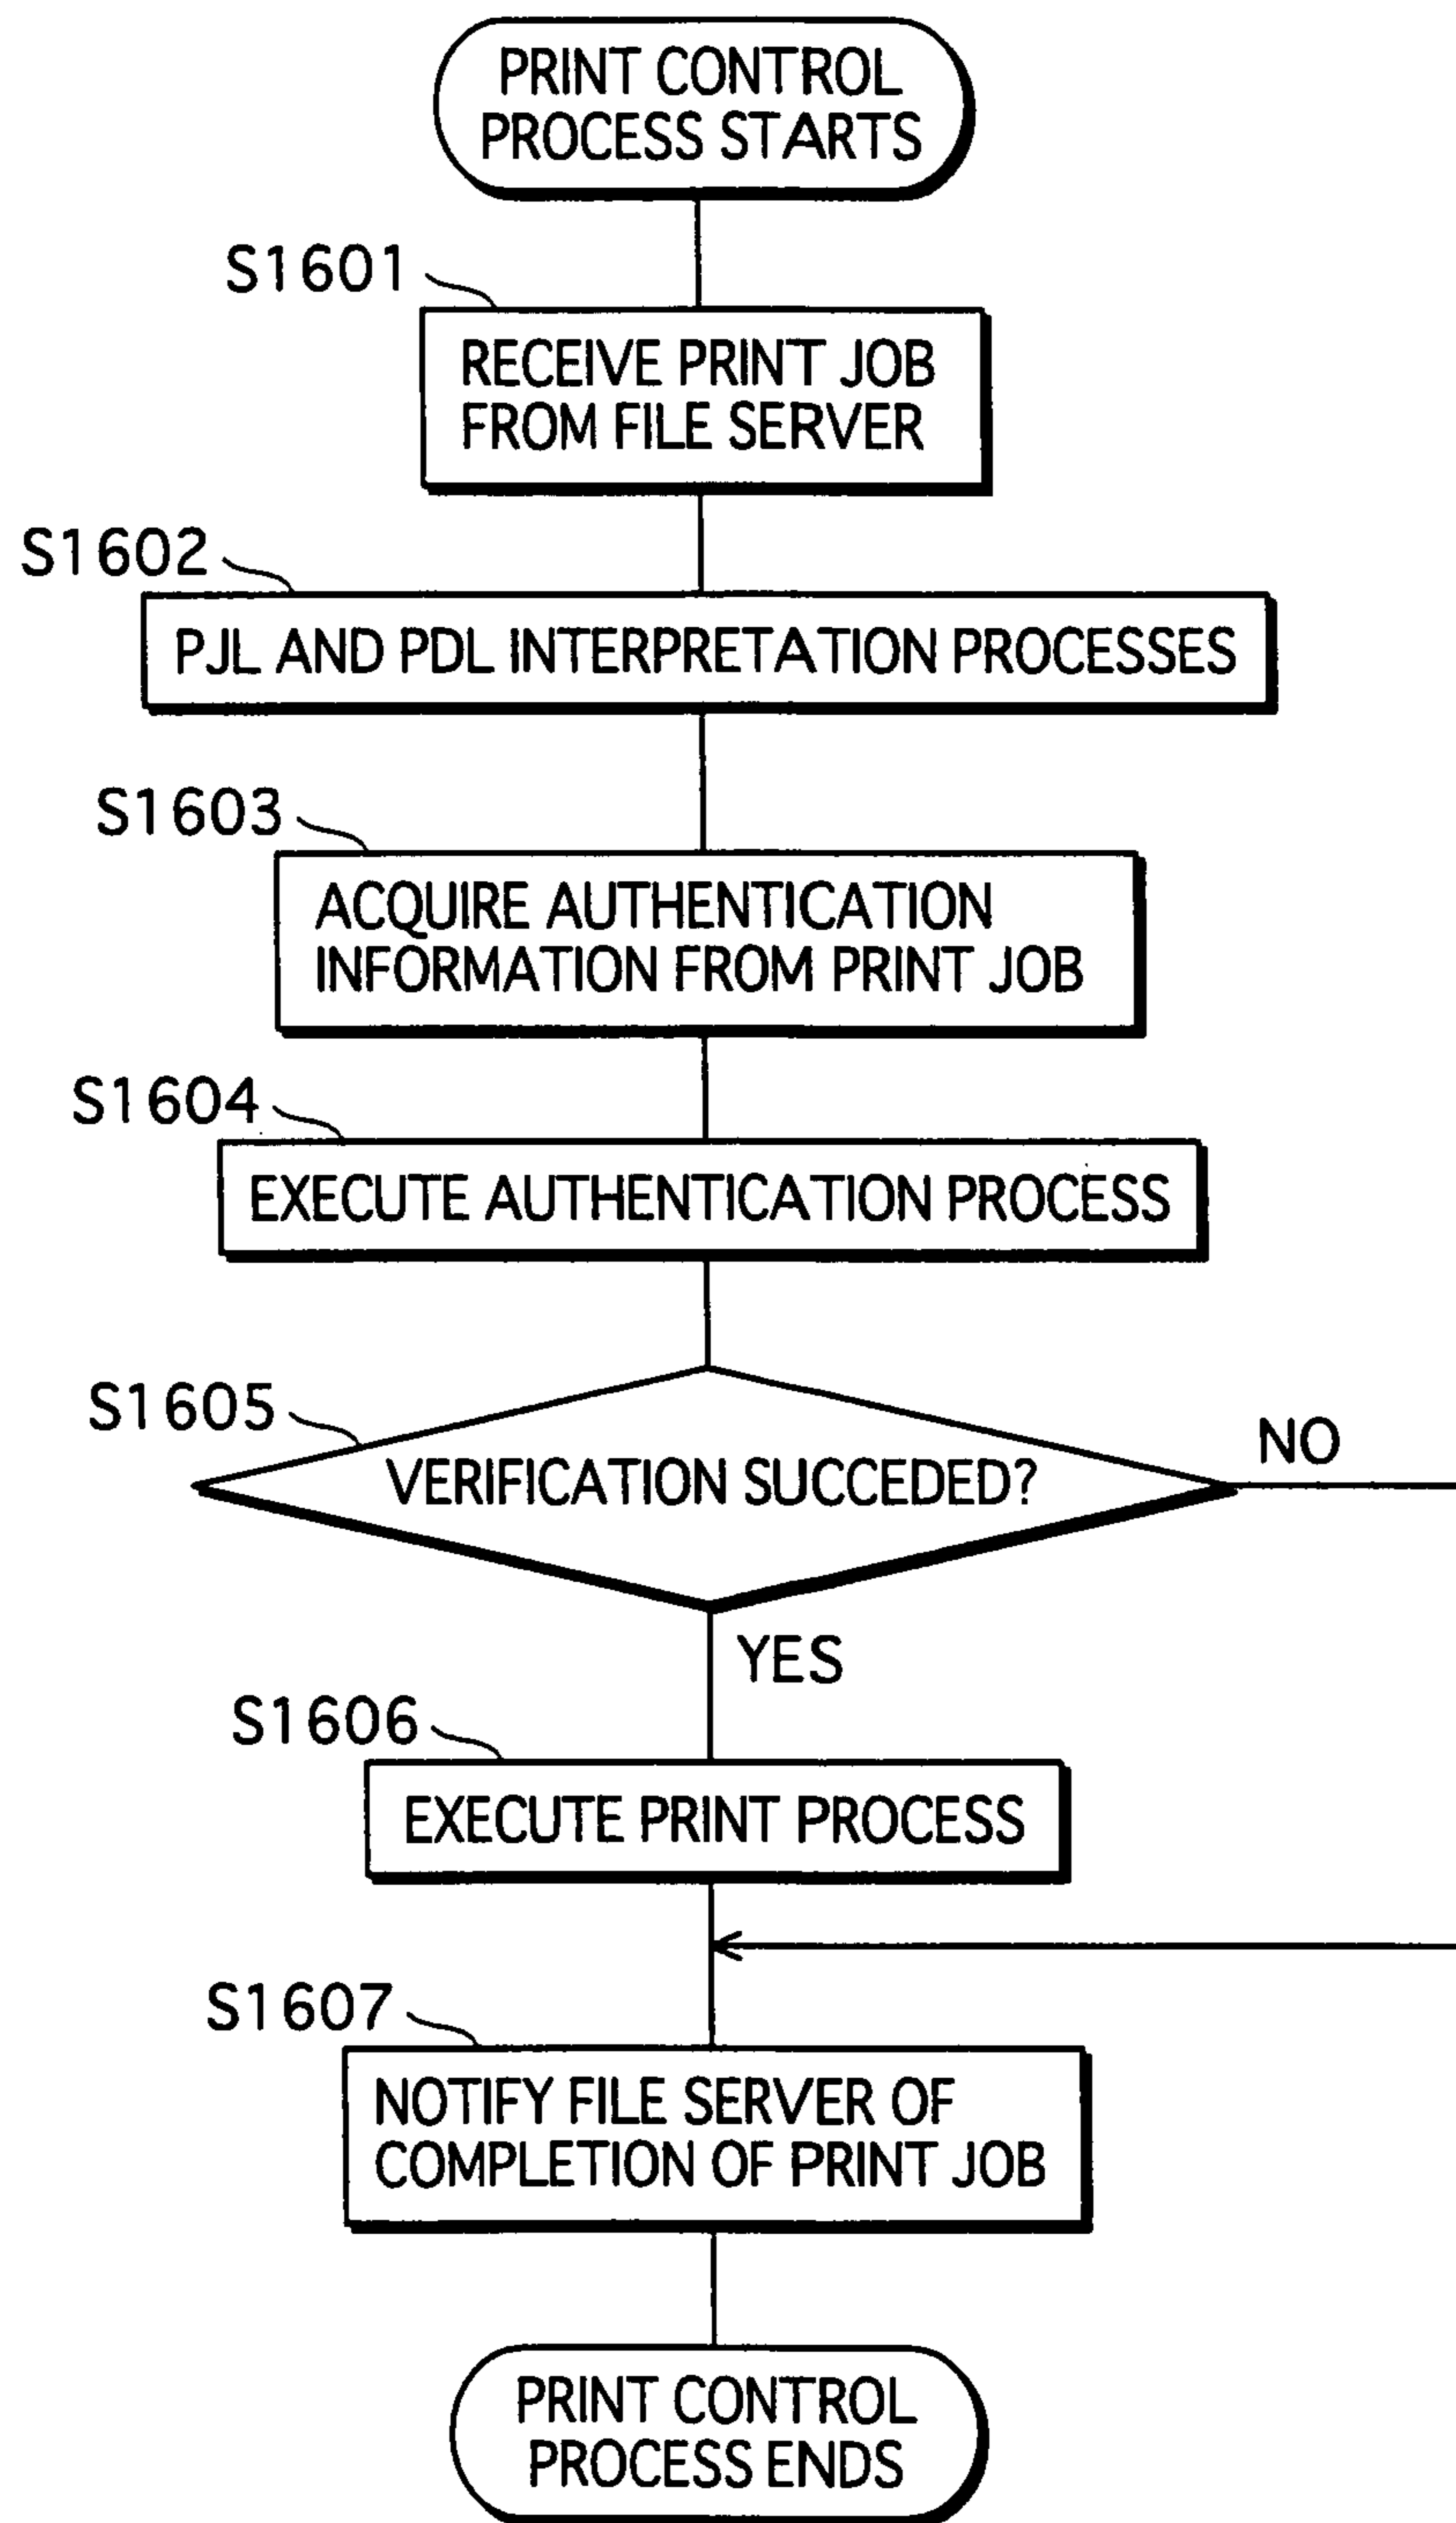 PRINT CONTROL
PROCESS STARTS
S1601
RECEIVE PRINT JOB
FROM FILE SERVER
S1602
PJL AND PDL INTERPRETATION PROCESSES
S1603
ACQUIRE AUTHENTICATION
INFORMATION FROM PRINT JOB
S1604
EXECUTE AUTHENTICATION PROCESS
S1605
VERIFICATION SUCCEDED?
NO
YES
S1606
EXECUTE PRINT PROCESS
S1607
NOTIFY FILE SERVER OF
COMPLETION OF PRINT JOB
PRINT CONTROL
PROCESS ENDS